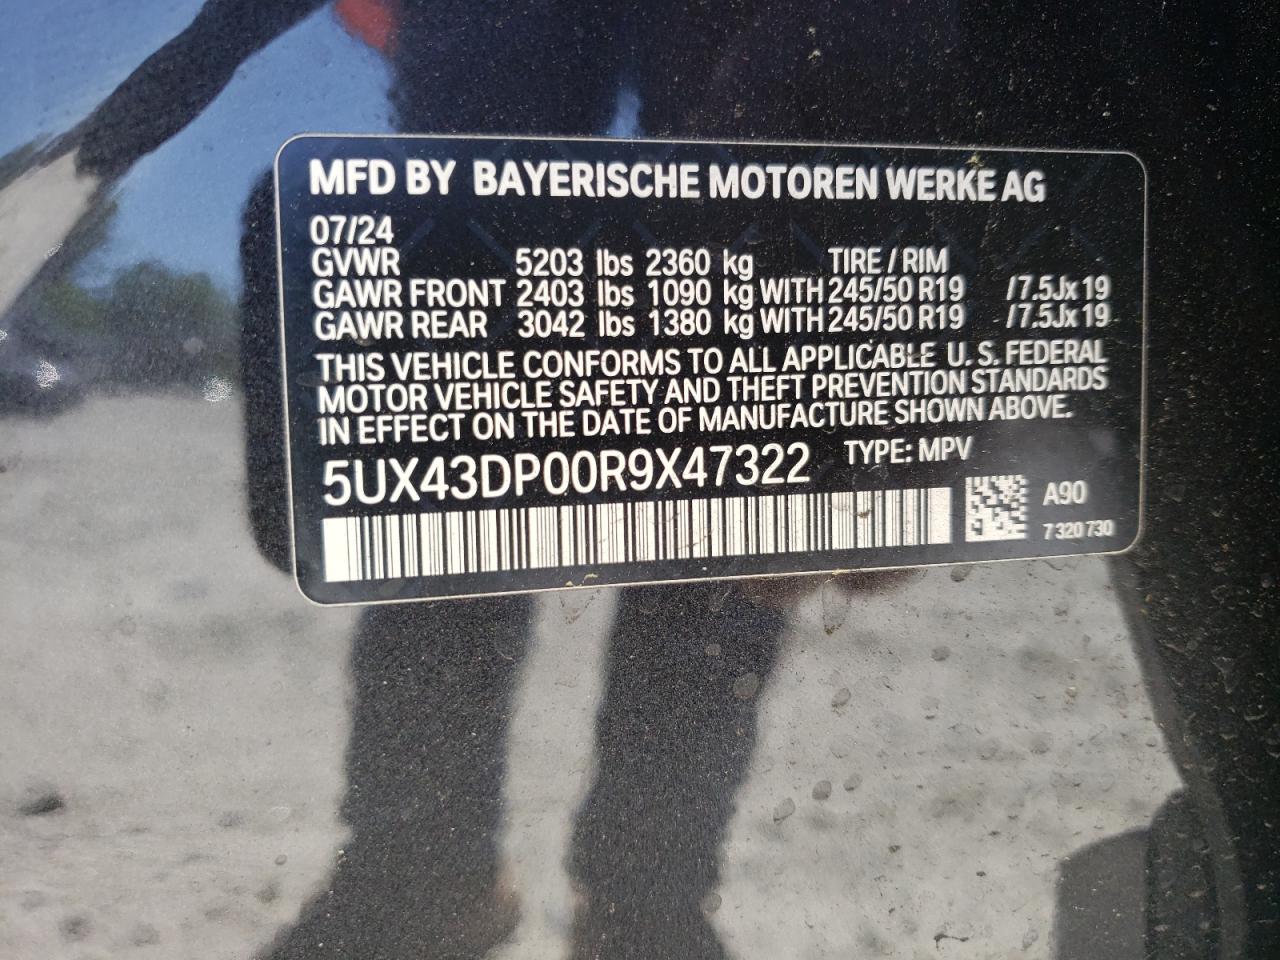 MFD BY BAYERISCHE MOTOREN WERKE AG
07/24
GVWR 5203 lbs 2360 kg TIRE / RIM
GAWR FRONT 2403 lbs 1090 kg WITH 245/50 R19 / 7.5Jx19
GAWR REAR 3042 lbs 1380 kg WITH 245/50 R19 / 7.5Jx19
THIS VEHICLE CONFORMS TO ALL APPLICABLE U.S. FEDERAL
MOTOR VEHICLE SAFETY AND THEFT PREVENTION STANDARDS
IN EFFECT ON THE DATE OF MANUFACTURE SHOWN ABOVE.
5UX43DP00R9X47322 TYPE: MPV
A90
7 320 730